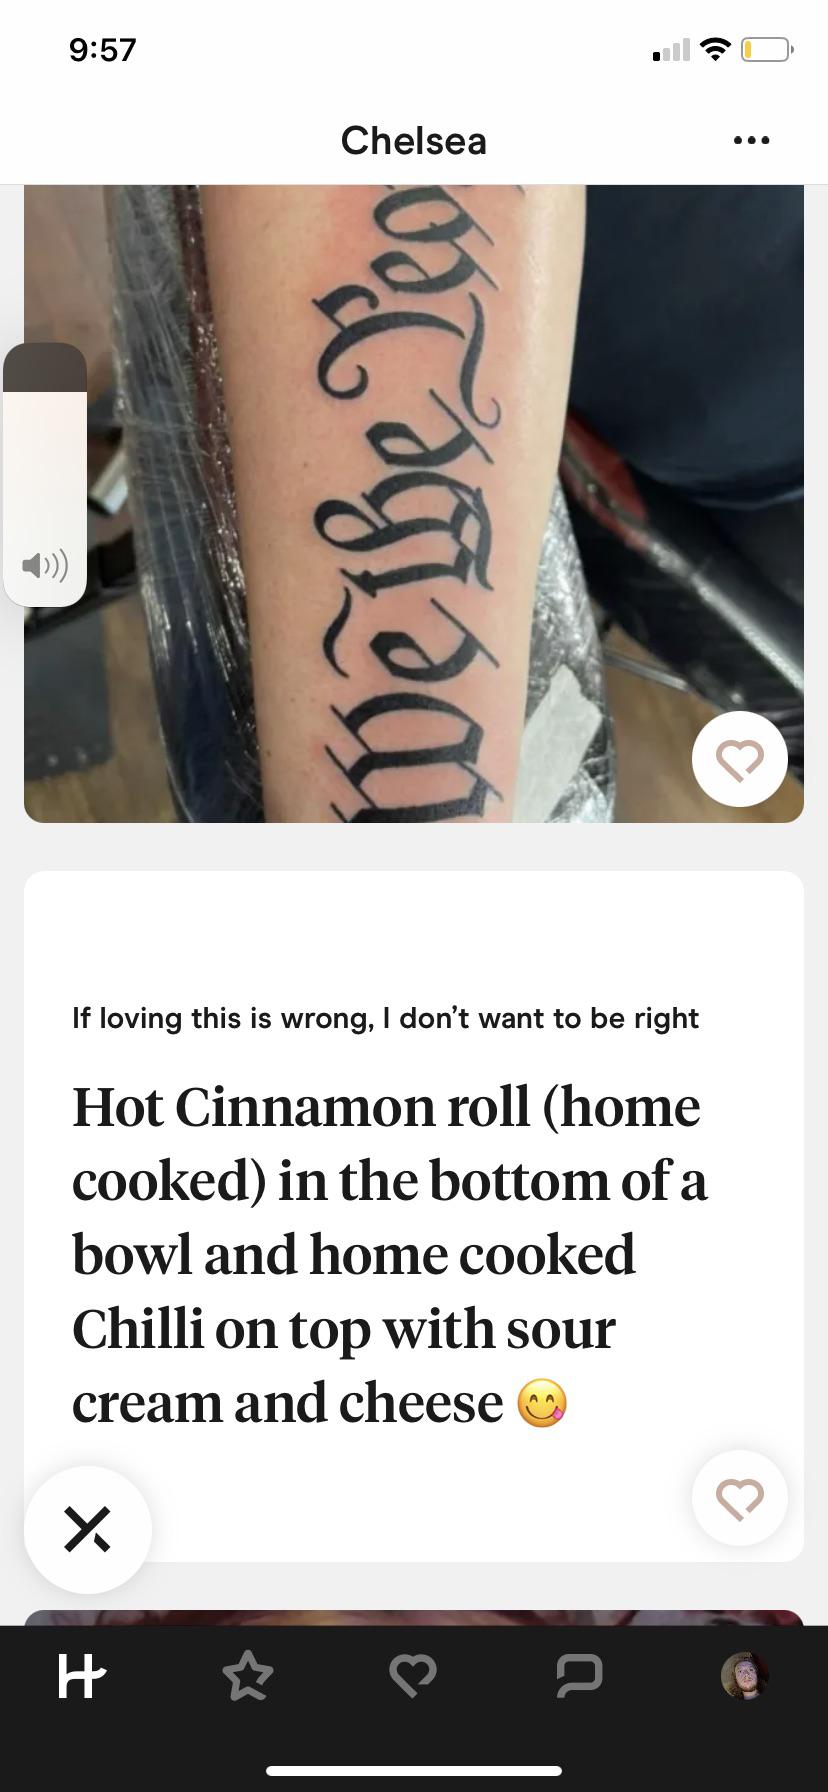 9:57
Chelsea
We the
If loving this is wrong, I don’t want to be right
Hot Cinnamon roll (home
cooked) in the bottom of a
bowl and home cooked
Chilli on top with sour
cream and cheese 😋